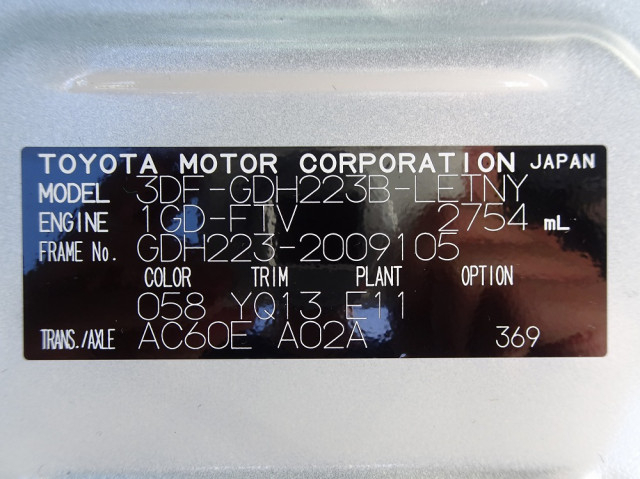 TOYOTA MOTOR CORPORATION JAPAN
MODEL 3DF-GDH223B-LETNY
ENGINE 1GD-FTV 2754 mL
FRAME No. GDH223-2009105
COLOR TRIM PLANT OPTION
058 YQ13 E11
TRANS./AXLE AC60E A02A 369